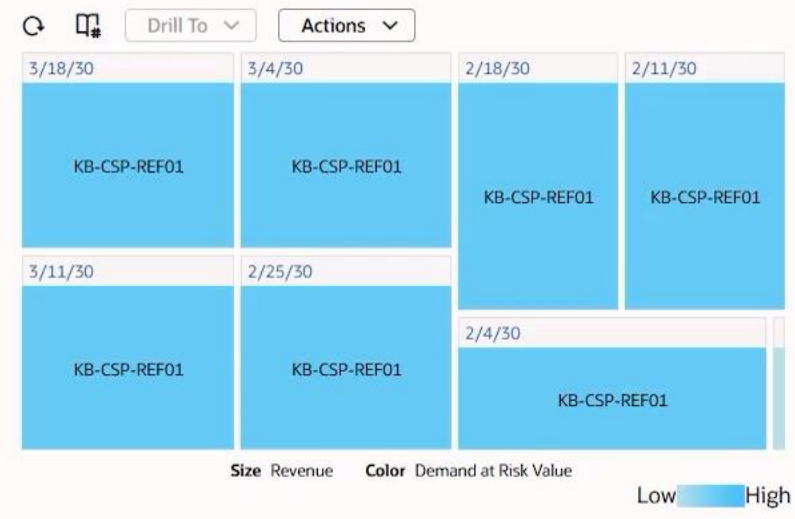 Drill To
Actions
3/18/30
KB-CSP-REF01
3/4/30
KB-CSP-REF01
2/18/30
KB-CSP-REF01
2/11/30
KB-CSP-REF01
3/11/30
KB-CSP-REF01
2/25/30
KB-CSP-REF01
2/4/30
KB-CSP-REF01
Size Revenue Color Demand at Risk Value
Low High